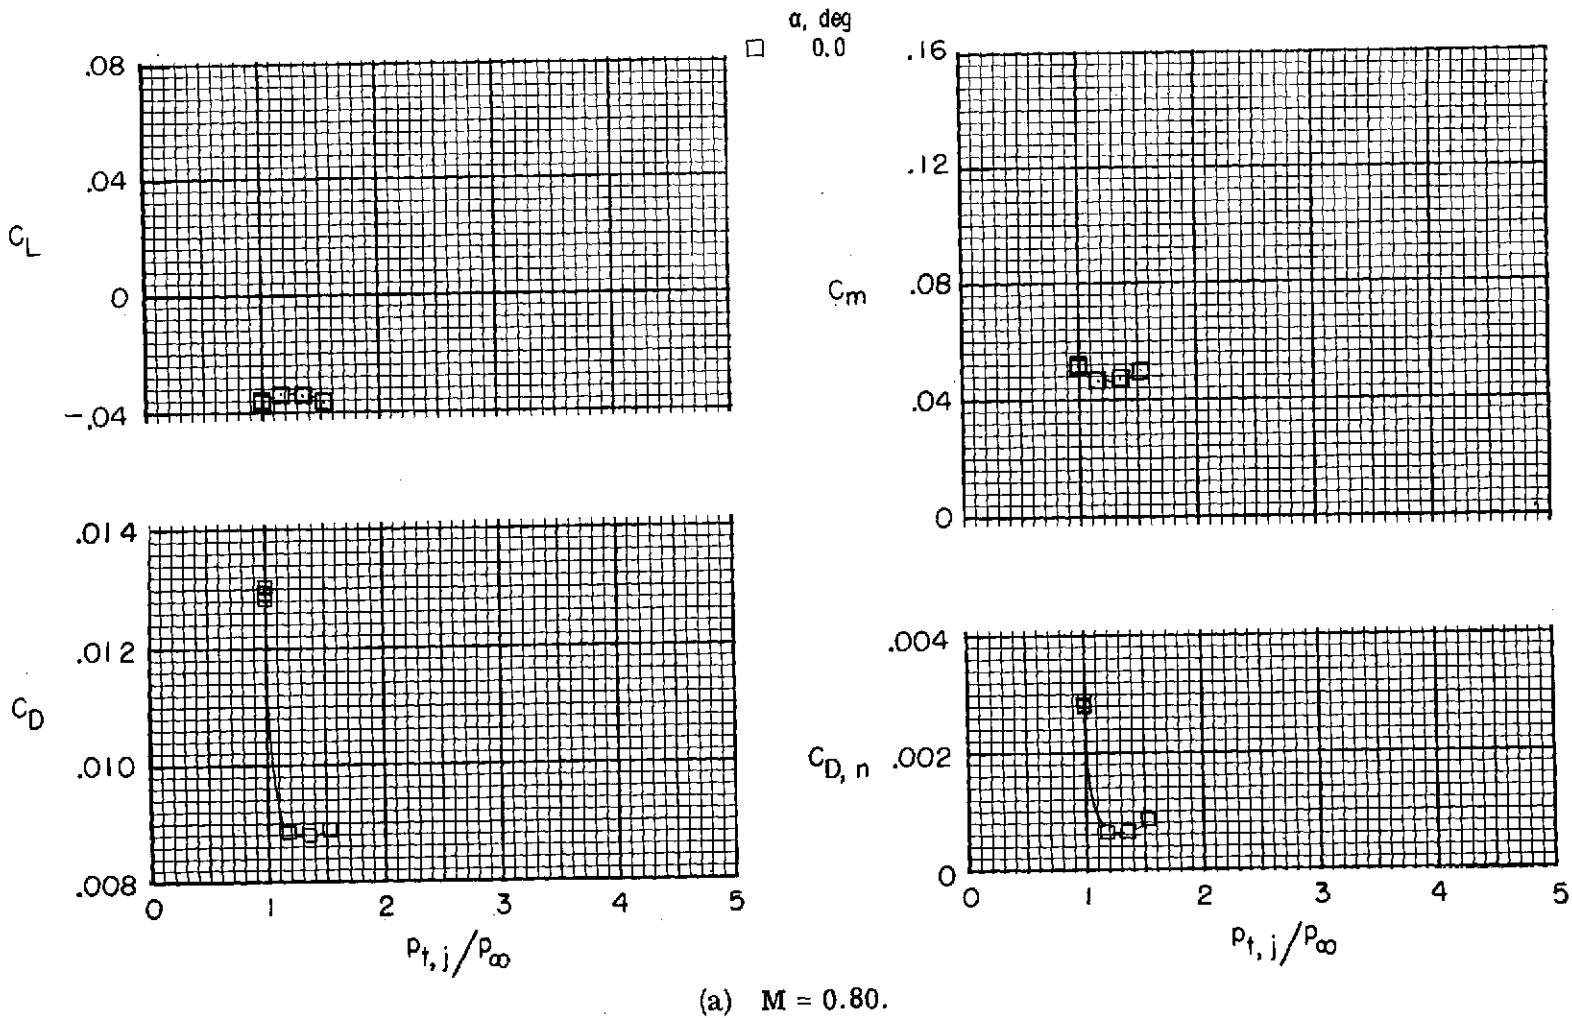 α, deg
□ 0.0
.08
.04
0
-.04
C_L
.16
.12
.08
.04
0
C_m
.014
.012
.010
.008
C_D
0 1 2 3 4 5
p_t,j/p_∞
.004
.002
0
C_D,n
0 1 2 3 4 5
p_t,j/p_∞
(a) M = 0.80.